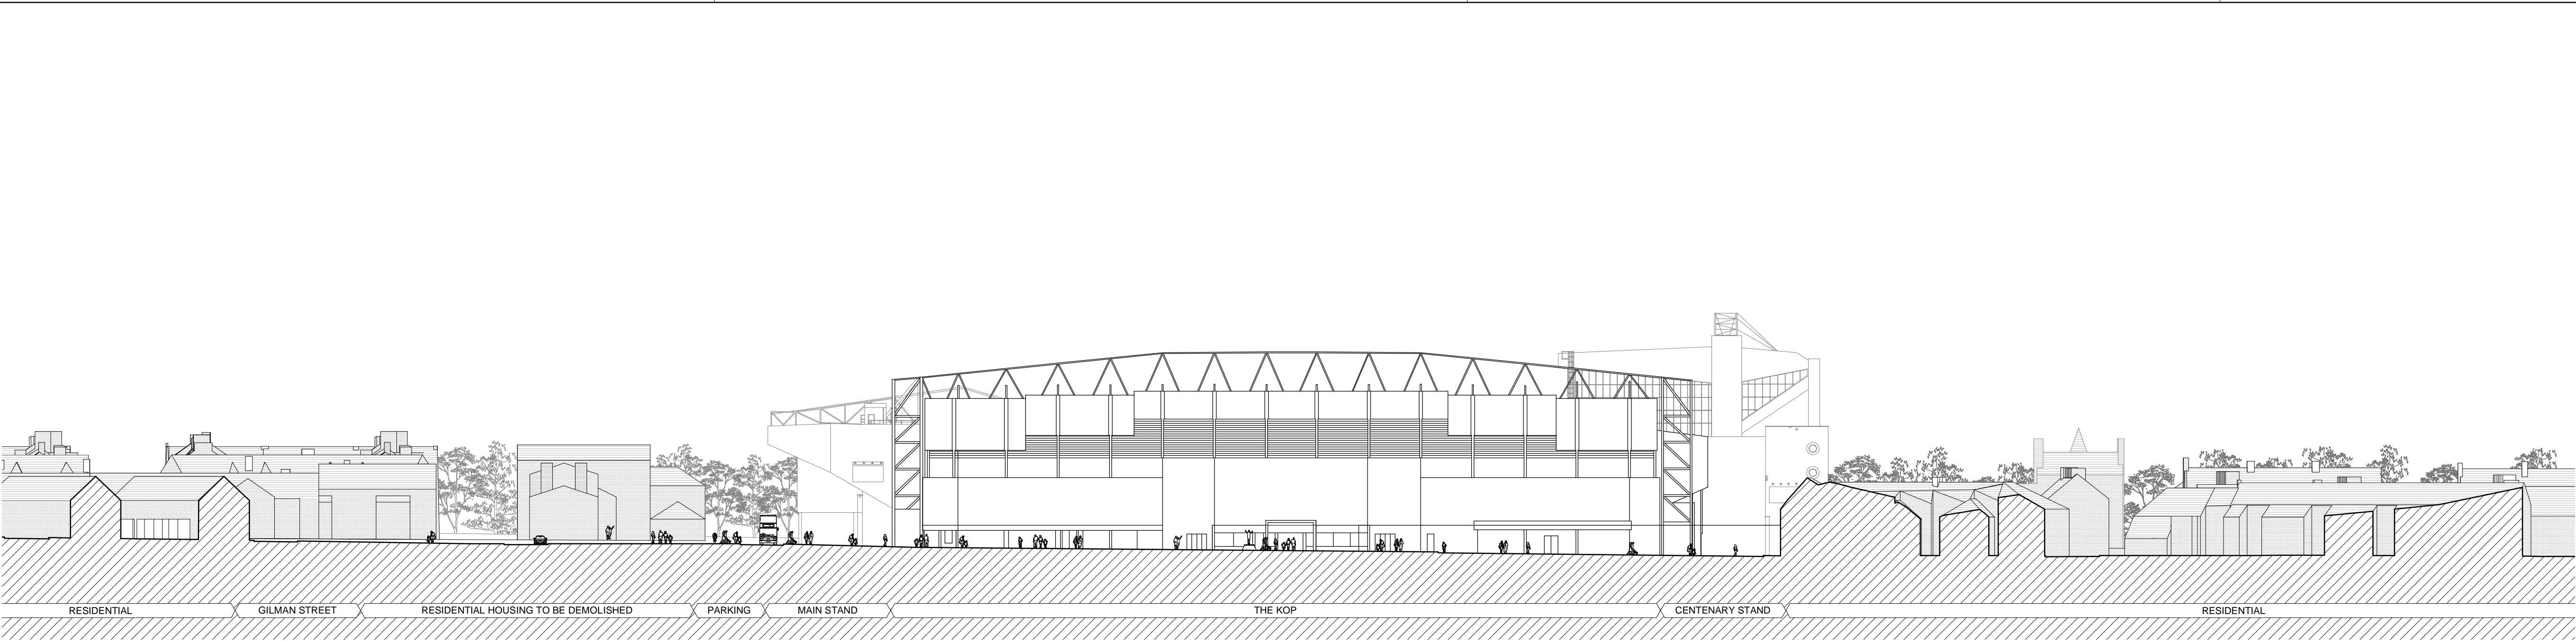 RESIDENTIAL
GILMAN STREET
RESIDENTIAL HOUSING TO BE DEMOLISHED
PARKING
MAIN STAND
THE KOP
CENTENARY STAND
RESIDENTIAL